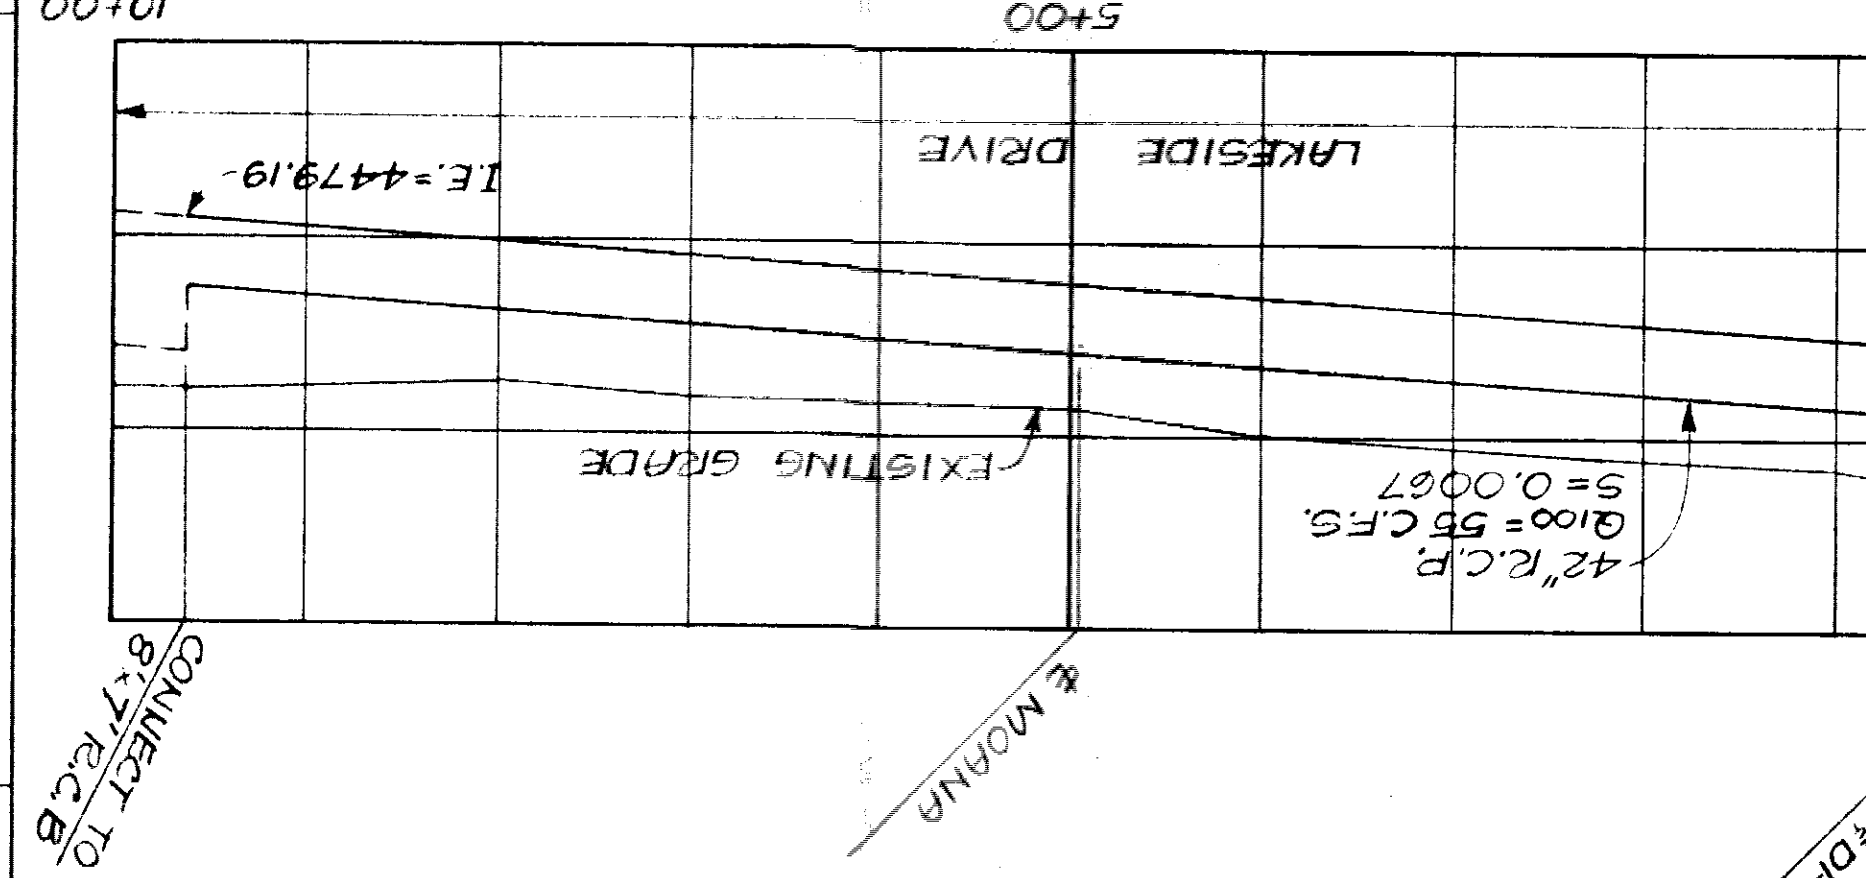 ℄ MOANA
CONNECT TO
8'x7' R.C.B
42" R.C.P.
Q100 = 55 C.F.S.
S = 0.0067
EXISTING GRADE
I.E. = 4479.19
LAKESIDE DRIVE
5+00
10+00